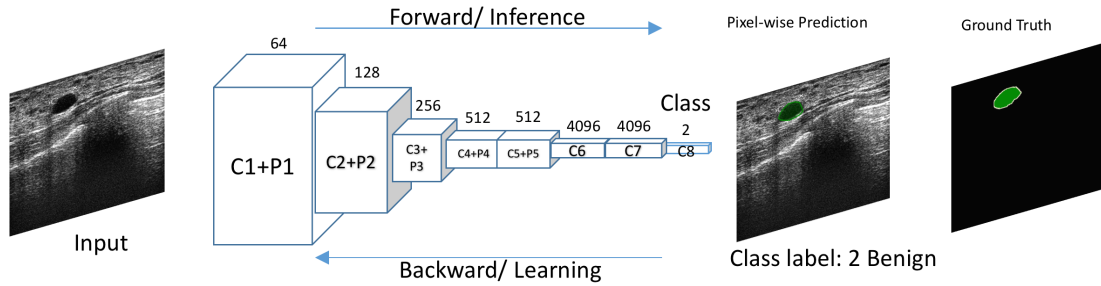 Forward/ Inference
Pixel-wise Prediction
Ground Truth
64
128
256
512
512
4096
4096
Class
2
C1+P1
C2+P2
C3+
P3
C4+P4
C5+P5
C6
C7
C8
Input
Backward/ Learning
Class label: 2 Benign